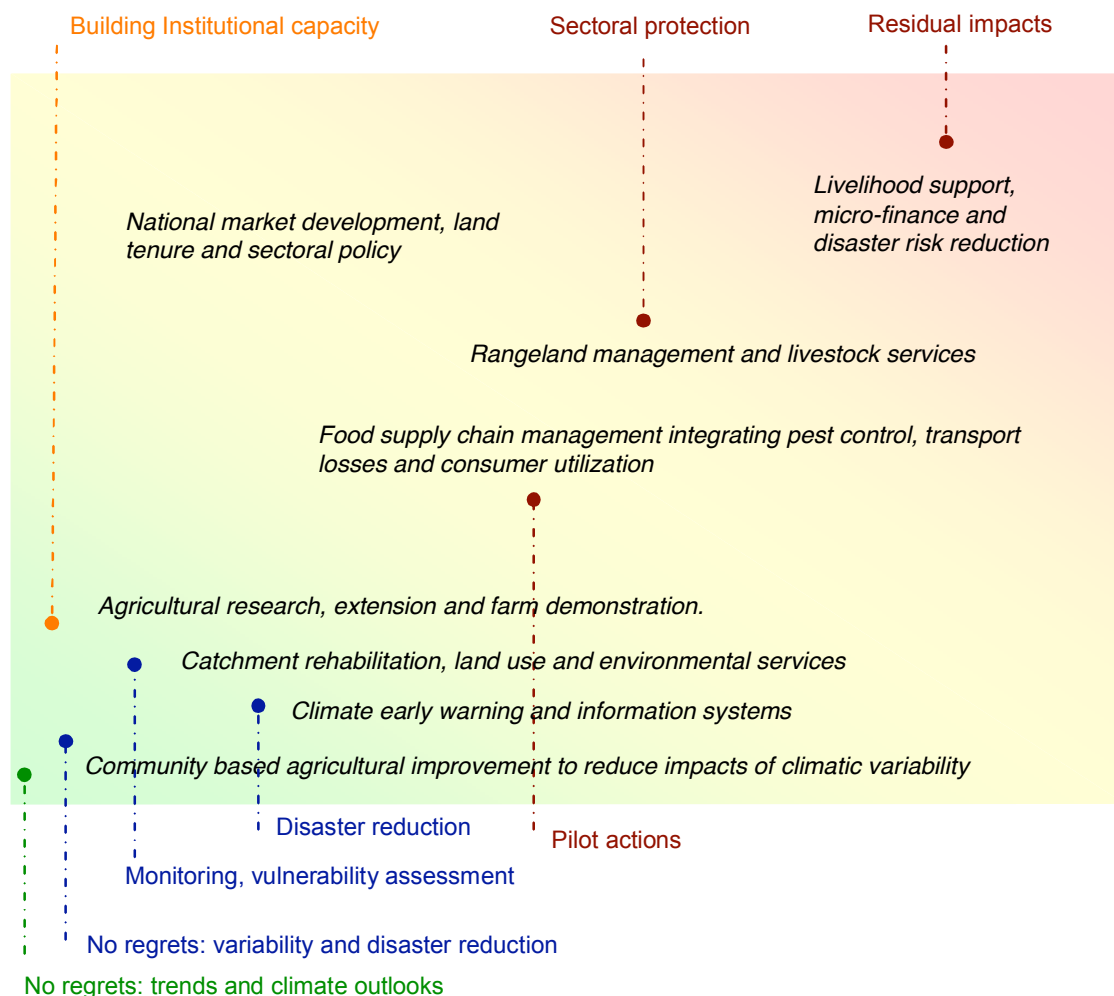 Building Institutional capacity
Sectoral protection
Residual impacts
Livelihood support,
micro-finance and
disaster risk reduction
National market development, land
tenure and sectoral policy
Rangeland management and livestock services
Food supply chain management integrating pest control, transport
losses and consumer utilization
Agricultural research, extension and farm demonstration.
Catchment rehabilitation, land use and environmental services
Climate early warning and information systems
Community based agricultural improvement to reduce impacts of climatic variability
Disaster reduction
Pilot actions
Monitoring, vulnerability assessment
No regrets: variability and disaster reduction
No regrets: trends and climate outlooks